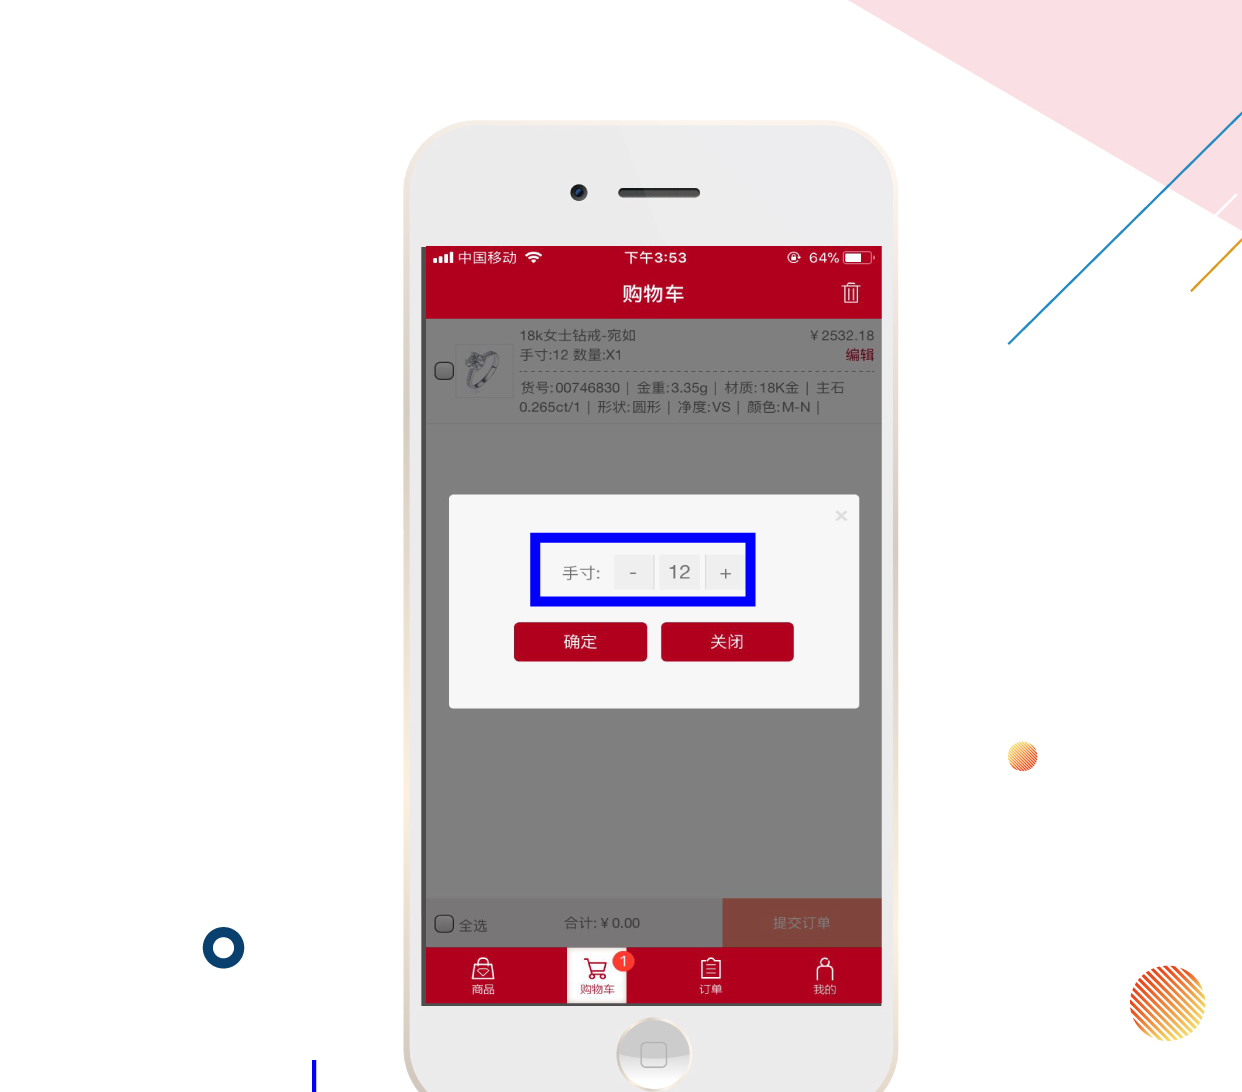 中国移动 下午3:53 64%
购物车
18k女士钻戒-宛如 ¥2532.18
手寸:12 数量:X1 编辑
货号:00746830 | 金重:3.35g | 材质:18K金 | 主石
0.265ct/1 | 形状:圆形 | 净度:VS | 颜色:M-N |
×
手寸: - 12 +
确定 关闭
全选 合计:¥0.00 提交订单
1
商品 购物车 订单 我的